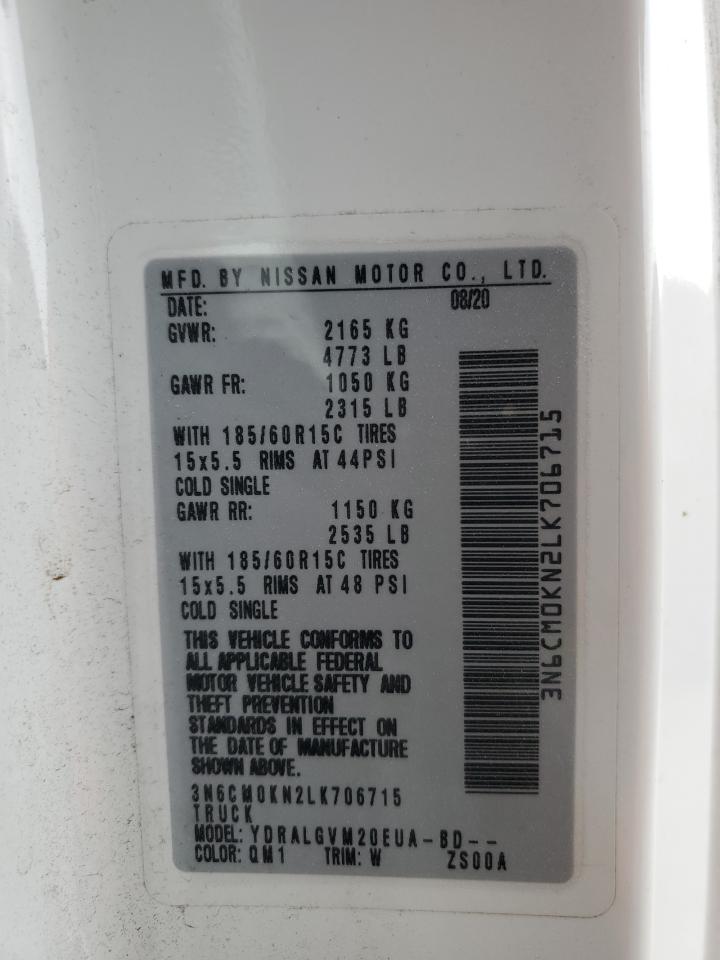 MFD. BY NISSAN MOTOR CO., LTD.
DATE: 08/20
GVWR: 2165 KG
4773 LB
GAWR FR: 1050 KG
2315 LB
WITH 185/60R15C TIRES
15x5.5 RIMS AT 44PSI
COLD SINGLE
GAWR RR: 1150 KG
2535 LB
WITH 185/60R15C TIRES
15x5.5 RIMS AT 48 PSI
COLD SINGLE
THIS VEHICLE CONFORMS TO
ALL APPLICABLE FEDERAL
MOTOR VEHICLE SAFETY AND
THEFT PREVENTION
STANDARDS IN EFFECT ON
THE DATE OF MANUFACTURE
SHOWN ABOVE.
3N6CM0KN2LK706715
TRUCK
MODEL: YDRALGVM20EUA-BD--
COLOR: QM1 TRIM: W ZS00A
3N6CM0KN2LK706715